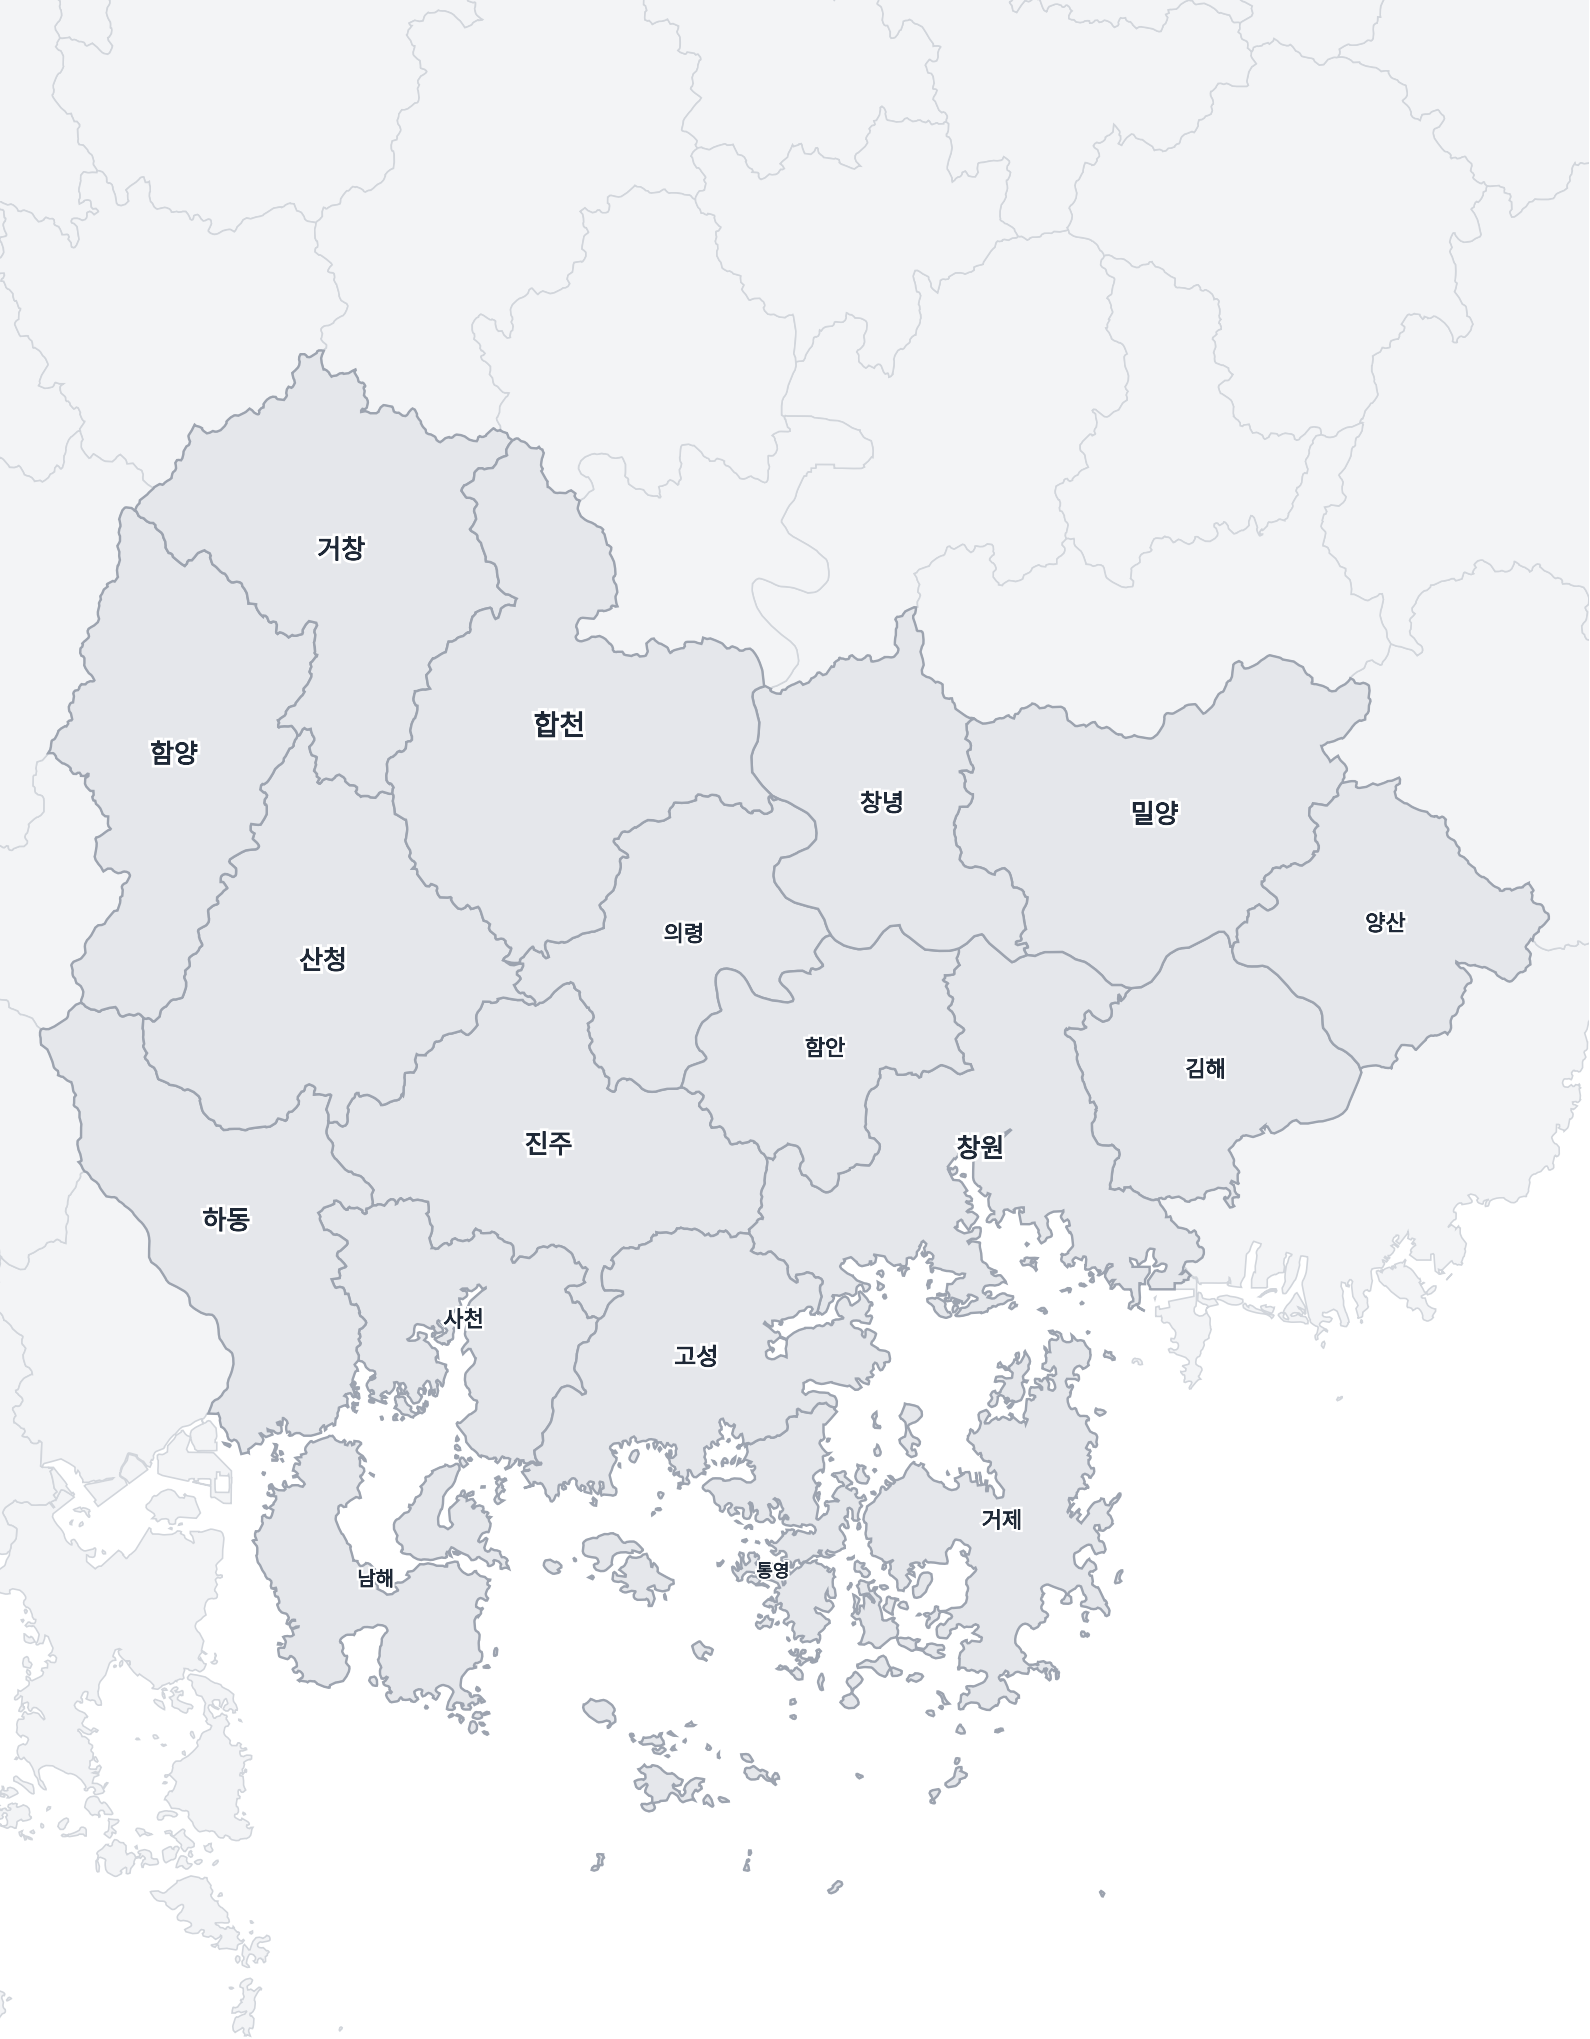 거창
합천
함양
창녕
밀양
양산
의령
산청
함안
김해
진주
창원
하동
사천
고성
거제
통영
남해